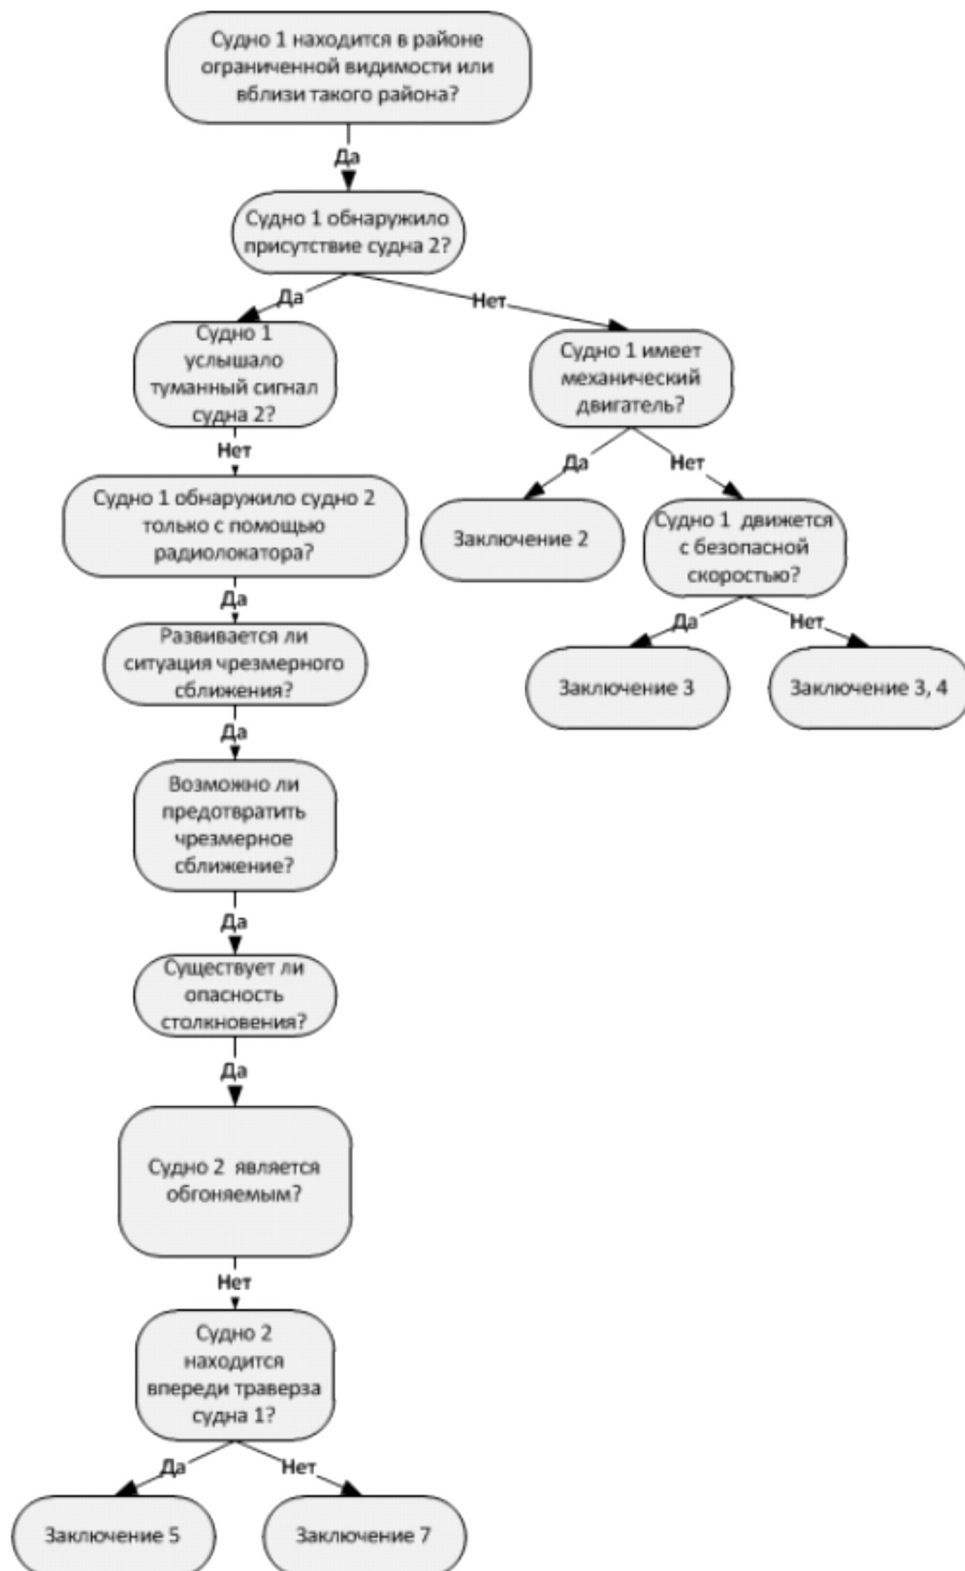 Судно 1 находится в районе
ограниченной видимости или
вблизи такого района?
Да
Судно 1 обнаружило
присутствие судна 2?
Да
Нет
Судно 1
услышало
туманный сигнал
судна 2?
Судно 1 имеет
механический
двигатель?
Нет
Да
Нет
Судно 1 обнаружило судно 2
только с помощью
радиолокатора?
Заключение 2
Судно 1 движется
с безопасной
скоростью?
Да
Да
Нет
Развивается ли
ситуация чрезмерного
сближения?
Заключение 3
Заключение 3, 4
Да
Возможно ли
предотвратить
чрезмерное
сближение?
Да
Существует ли
опасность
столкновения?
Да
Судно 2 является
обгоняемым?
Нет
Судно 2
находится
впереди траверза
судна 1?
Да
Нет
Заключение 5
Заключение 7